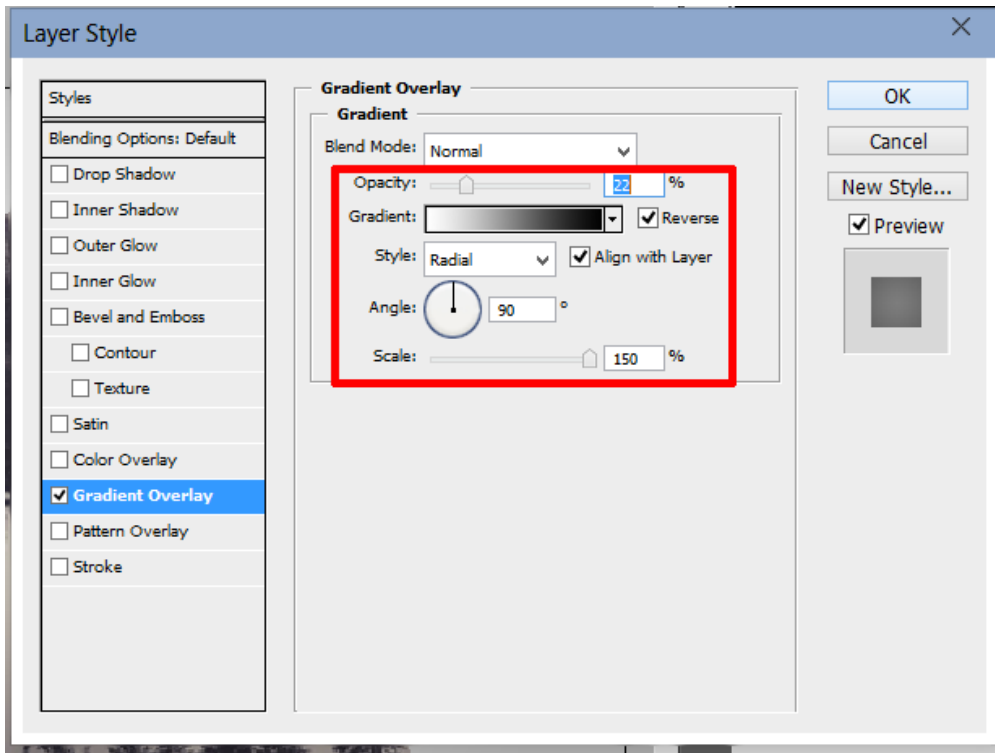 Layer Style
Styles
Blending Options: Default
Drop Shadow
Inner Shadow
Outer Glow
Inner Glow
Bevel and Emboss
Contour
Texture
Satin
Color Overlay
Gradient Overlay
Pattern Overlay
Stroke
Gradient Overlay
Gradient
Blend Mode: Normal
Opacity: 22 %
Gradient: Reverse
Style: Radial Align with Layer
Angle: 90 °
Scale: 150 %
OK
Cancel
New Style...
Preview